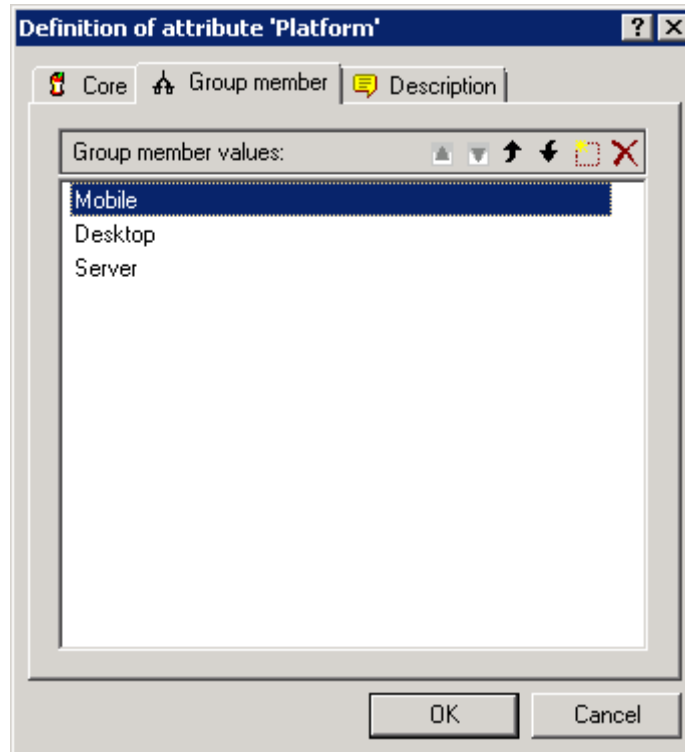 Definition of attribute 'Platform'
Core Group member Description
Group member values:
Mobile
Desktop
Server
OK Cancel